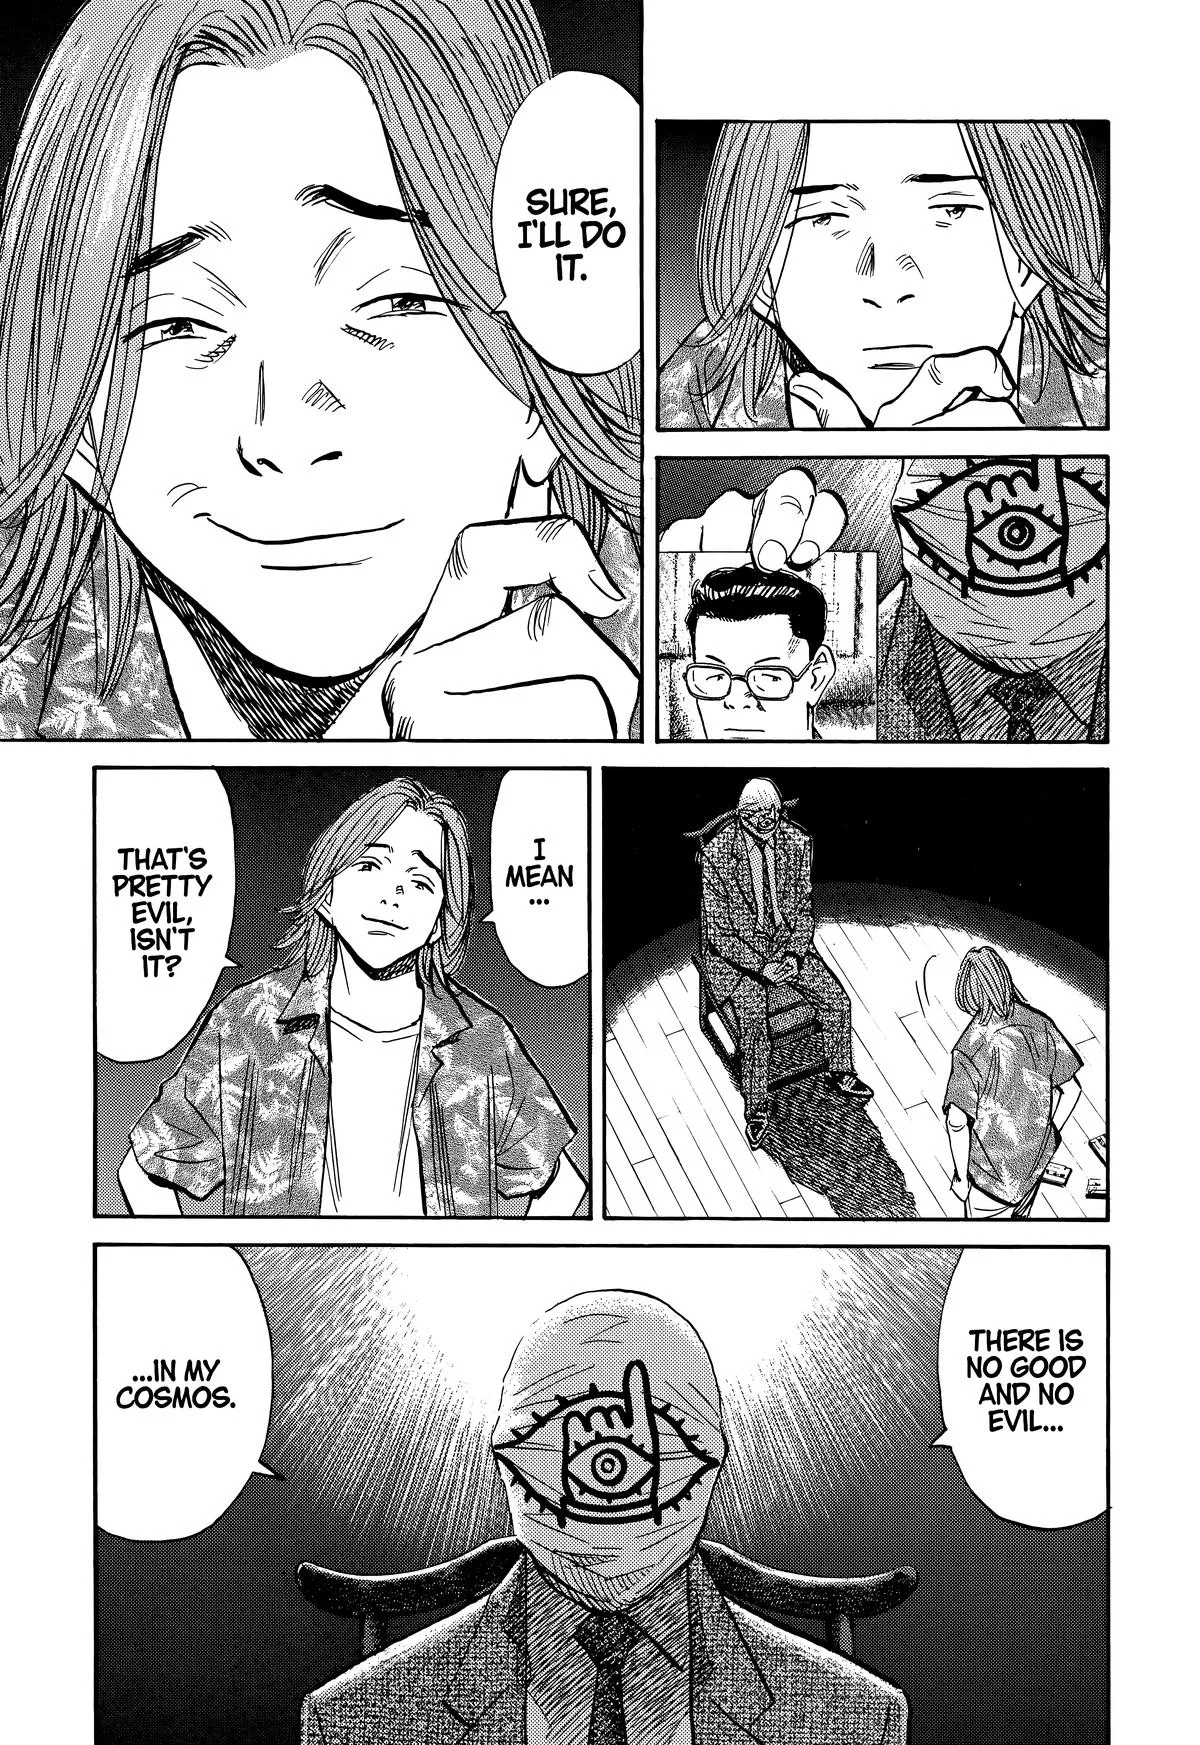 SURE,
I'LL DO
IT.
I
MEAN
...
THAT'S
PRETTY
EVIL,
ISN'T
IT?
THERE IS
NO GOOD
AND NO
EVIL...
...IN MY
COSMOS.